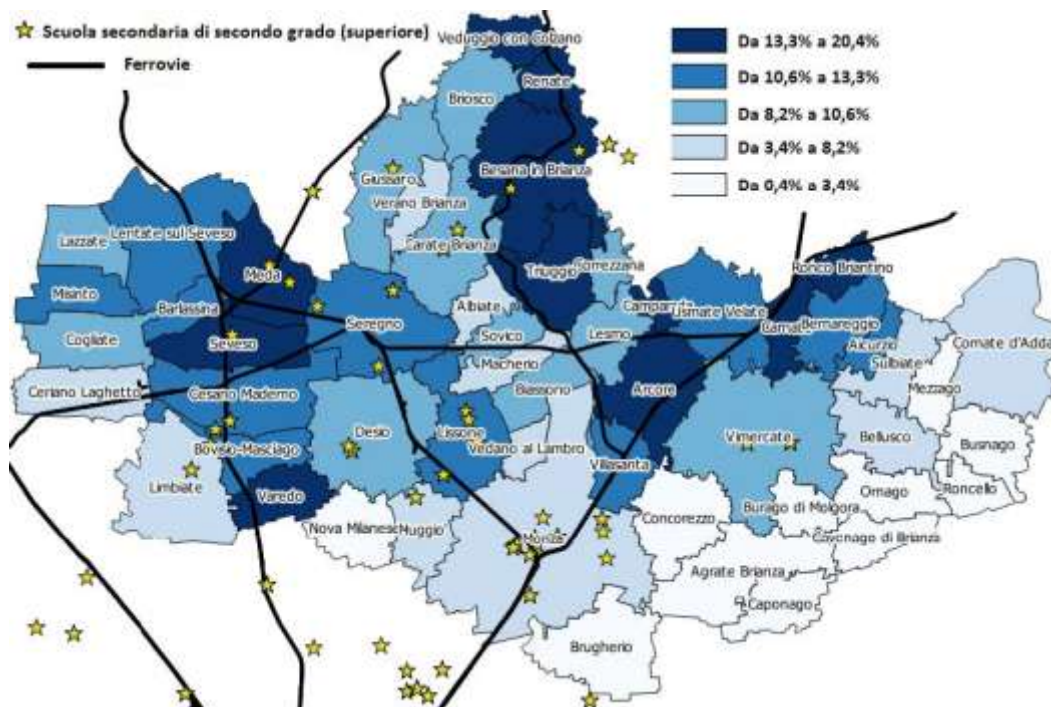 Scuola secondaria di secondo grado (superiore)
Ferrovie
Da 13,3% a 20,4%
Da 10,6% a 13,3%
Da 8,2% a 10,6%
Da 3,4% a 8,2%
Da 0,4% a 3,4%
Veduggio con Colzano
Renate
Briosco
Besana in Brianza
Giussano
Verano Brianza
Carate Brianza
Triuggio
Correzzana
Ronco Briantino
Lentate sul Seveso
Lazzate
Meda
Misinto
Barlassina
Albiate
Camparada
Usmate Velate
Bernareggio
Seregno
Sovico
Lesmo
Aicurzio
Cogliate
Seveso
Macherio
Sulbiate
Cornate d'Adda
Ceriano Laghetto
Cesano Maderno
Biassono
Arcore
Mezzago
Desio
Lissone
Vimercate
Bellusco
Busnago
Bovisio-Masciago
Vedano al Lambro
Villasanta
Limbiate
Varedo
Ornago
Roncello
Nova Milanese
Muggio
Concorezzo
Burago di Molgora
Monza
Cavenago di Brianza
Agrate Brianza
Caponago
Brugherio